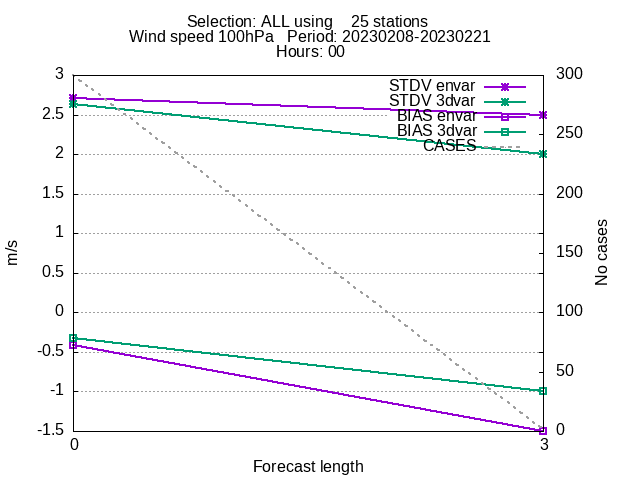 Selection: ALL using    25 stations
Wind speed 100hPa   Period: 20230208-20230221
Hours: 00
3
2.5
2
1.5
1
0.5
0
-0.5
-1
-1.5
m/s
STDV envar
STDV 3dvar
BIAS envar
BIAS 3dvar
CASES
300
250
200
150
100
50
0
No cases
0
3
Forecast length